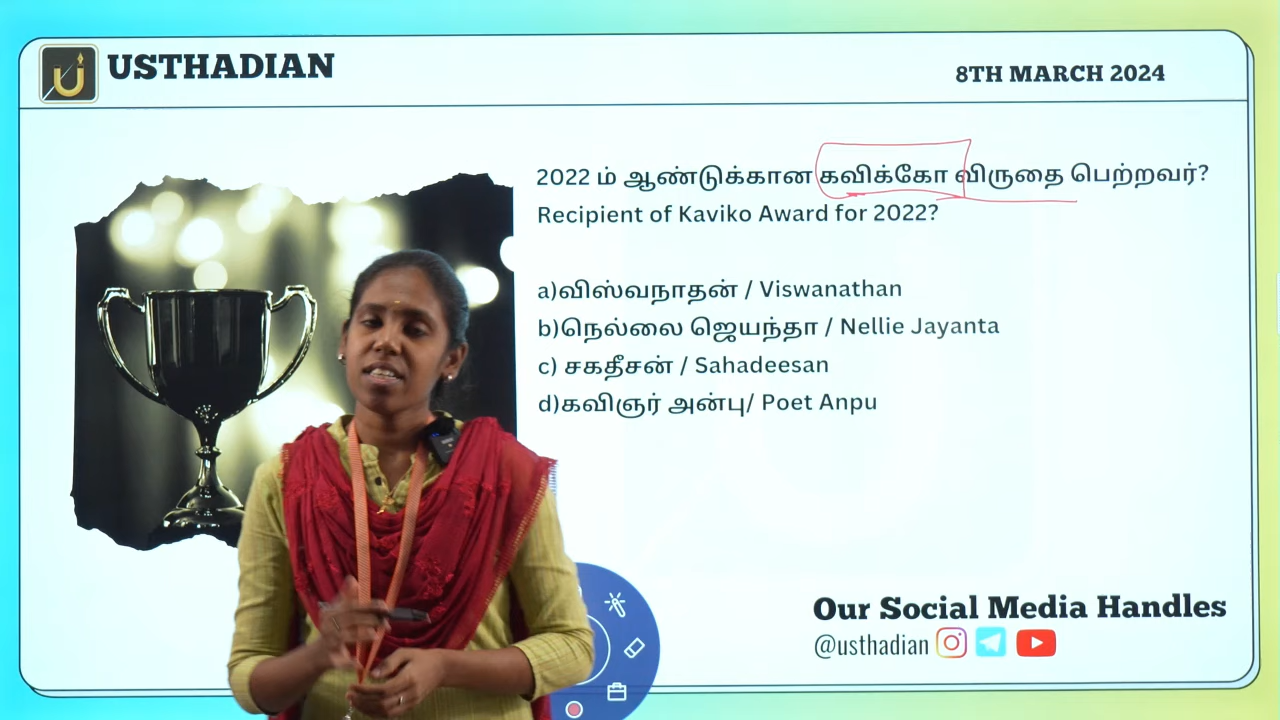 USTHADIAN
8TH MARCH 2024
2022 ம் ஆண்டுக்கான கவிக்கோ விருதை பெற்றவர்?
Recipient of Kaviko Award for 2022?
a)விஸ்வநாதன் / Viswanathan
b)நெல்லை ஜெயந்தா / Nellie Jayanta
c) சகதீசன் / Sahadeesan
d)கவிஞர் அன்பு/ Poet Anpu
Our Social Media Handles
@usthadian